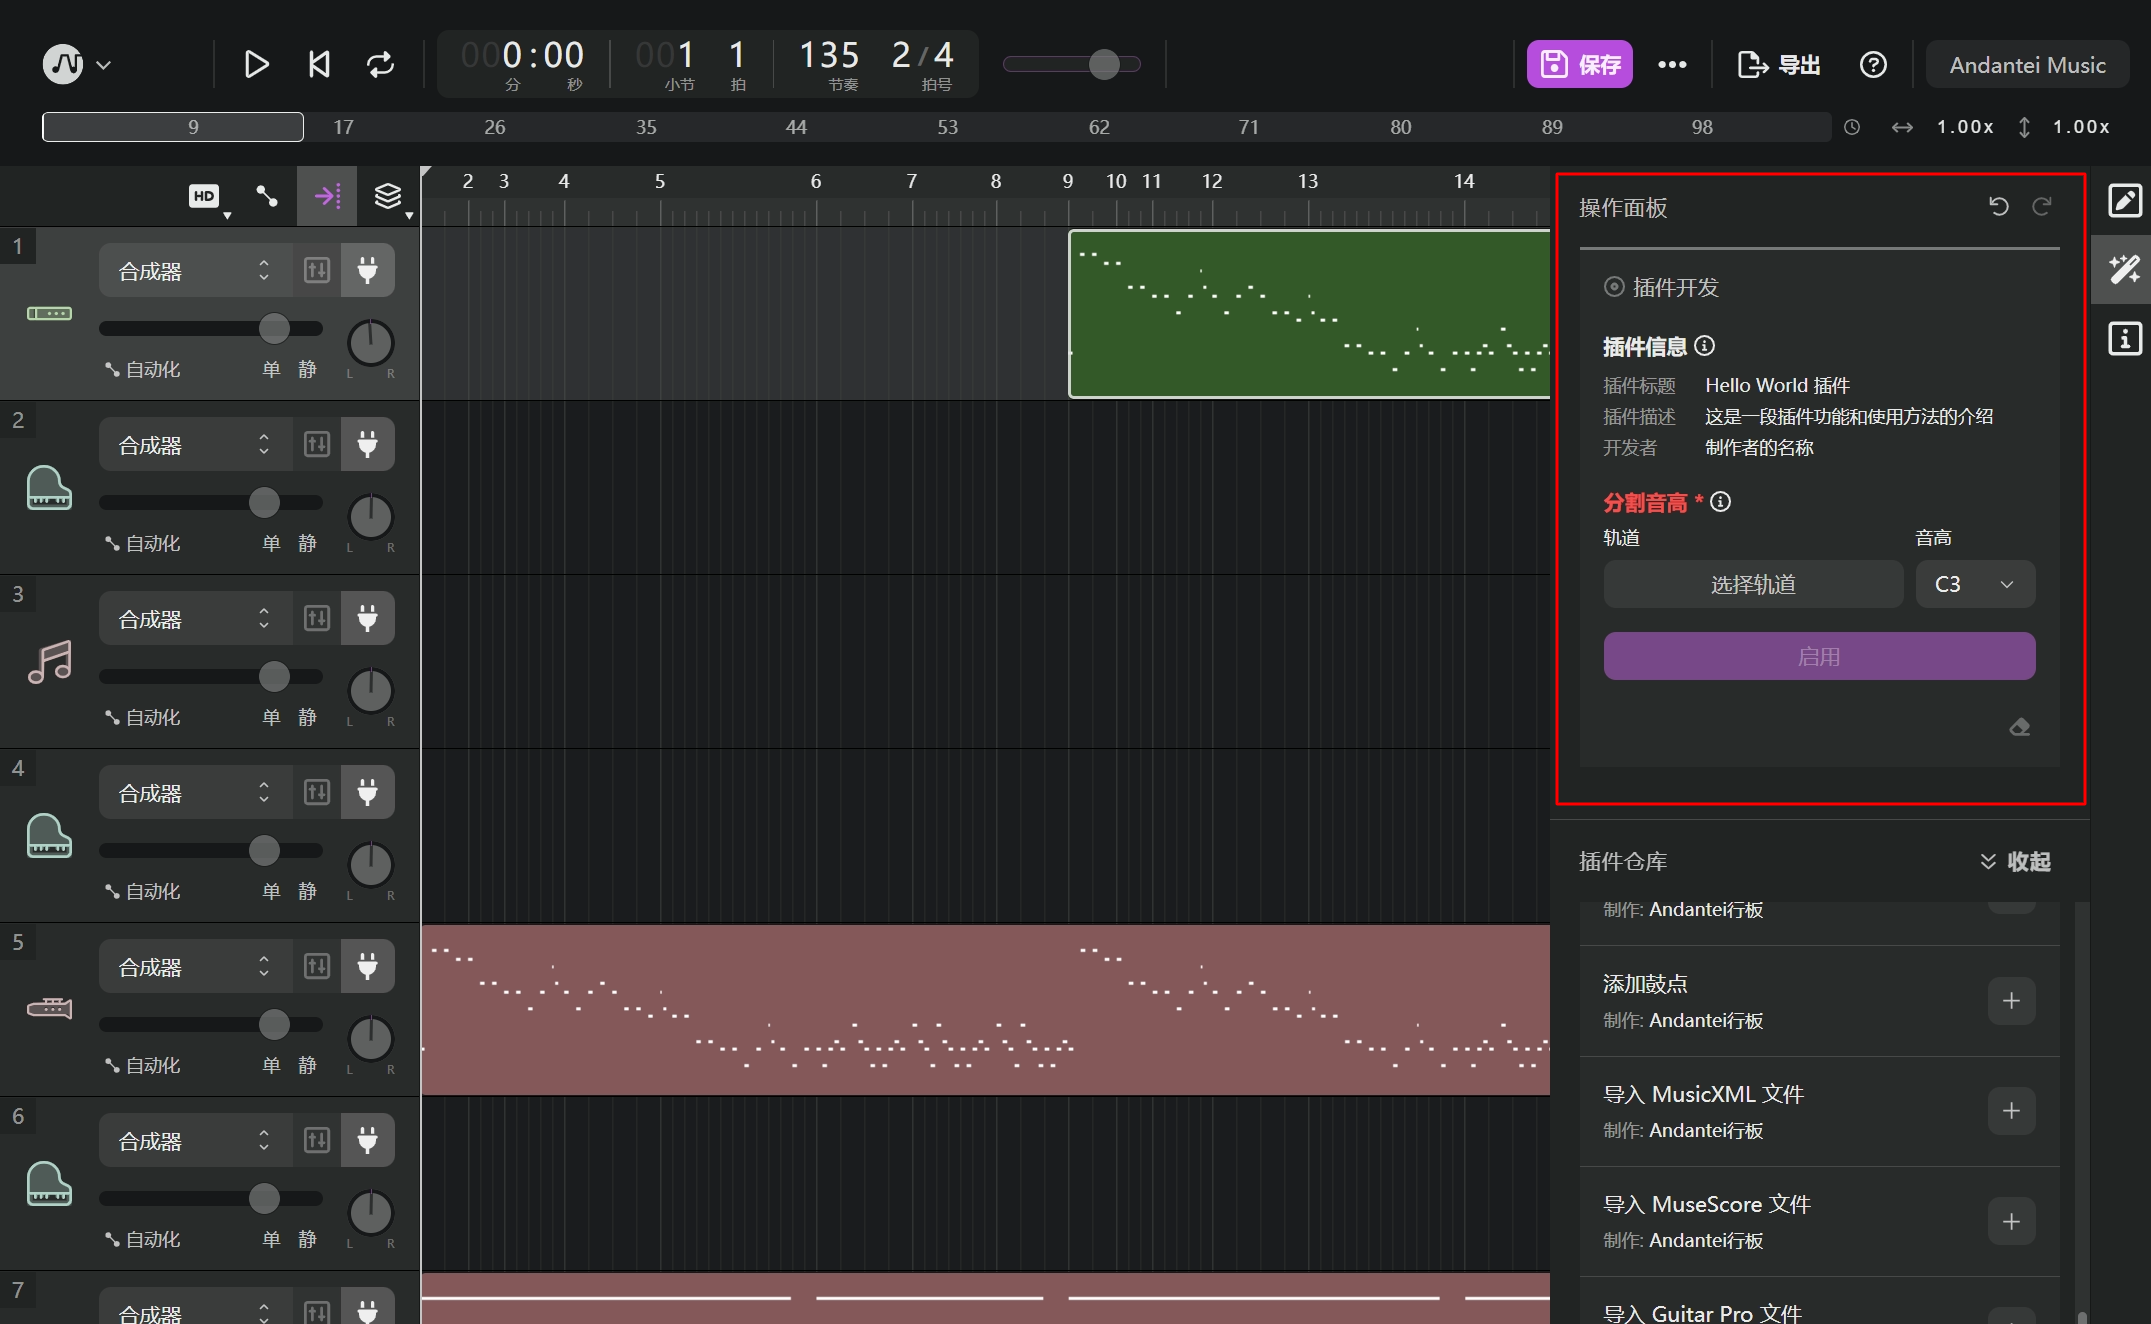 000:00 001 1 135 2/4
分 秒 小节 拍 节奏 拍号
保存
导出
Andantei Music
9 17 26 35 44 53 62 71 80 89 98 1.00x 1.00x
HD
2 3 4 5 6 7 8 9 10 11 12 13 14
1
合成器
自动化 单 静 L R
2
合成器
自动化 单 静 L R
3
合成器
自动化 单 静 L R
4
合成器
自动化 单 静 L R
5
合成器
自动化 单 静 L R
6
合成器
自动化 单 静 L R
7
合成器
操作面板
插件开发
插件信息
插件标题 Hello World 插件
插件描述 这是一段插件功能和使用方法的介绍
开发者 制作者的名称
分割音高 *
轨道 音高
选择轨道 C3
启用
插件仓库 收起
制作: Andantei行板
添加鼓点
制作: Andantei行板
导入 MusicXML 文件
制作: Andantei行板
导入 MuseScore 文件
制作: Andantei行板
导入 Guitar Pro 文件